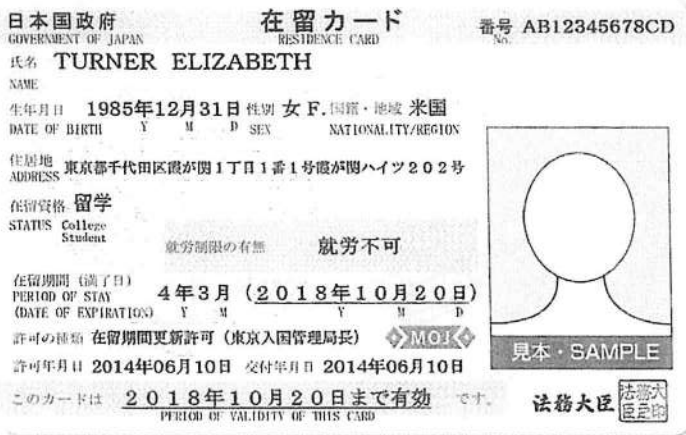 日本国政府 在留カード 番号 AB12345678CD
GOVERNMENT OF JAPAN RESIDENCE CARD No.
氏名 TURNER ELIZABETH
NAME
生年月日 1985年12月31日 性別 女 F. 国籍・地域 米国
DATE OF BIRTH Y M D SEX NATIONALITY/REGION
住居地 東京都千代田区霞が関1丁目1番1号霞が関ハイツ202号
ADDRESS
在留資格 留学
STATUS College
Student
就労制限の有無 就労不可
在留期間 (満了日)
PERIOD OF STAY 4年3月 (2018年10月20日)
(DATE OF EXPIRATION) Y M Y M D
許可の種類 在留期間更新許可 (東京入国管理局長) MOJ
見本・SAMPLE
許可年月日 2014年06月10日 交付年月日 2014年06月10日
このカードは 2018年10月20日まで有効 です。
PERIOD OF VALIDITY OF THIS CARD
法務大臣